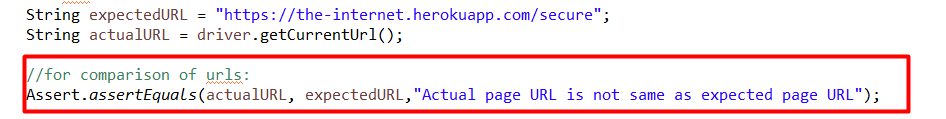 String expectedURL = "https://the-internet.herokuapp.com/secure";
String actualURL = driver.getCurrentUrl();
//for comparison of urls:
Assert.assertEquals(actualURL, expectedURL,"Actual page URL is not same as expected page URL");